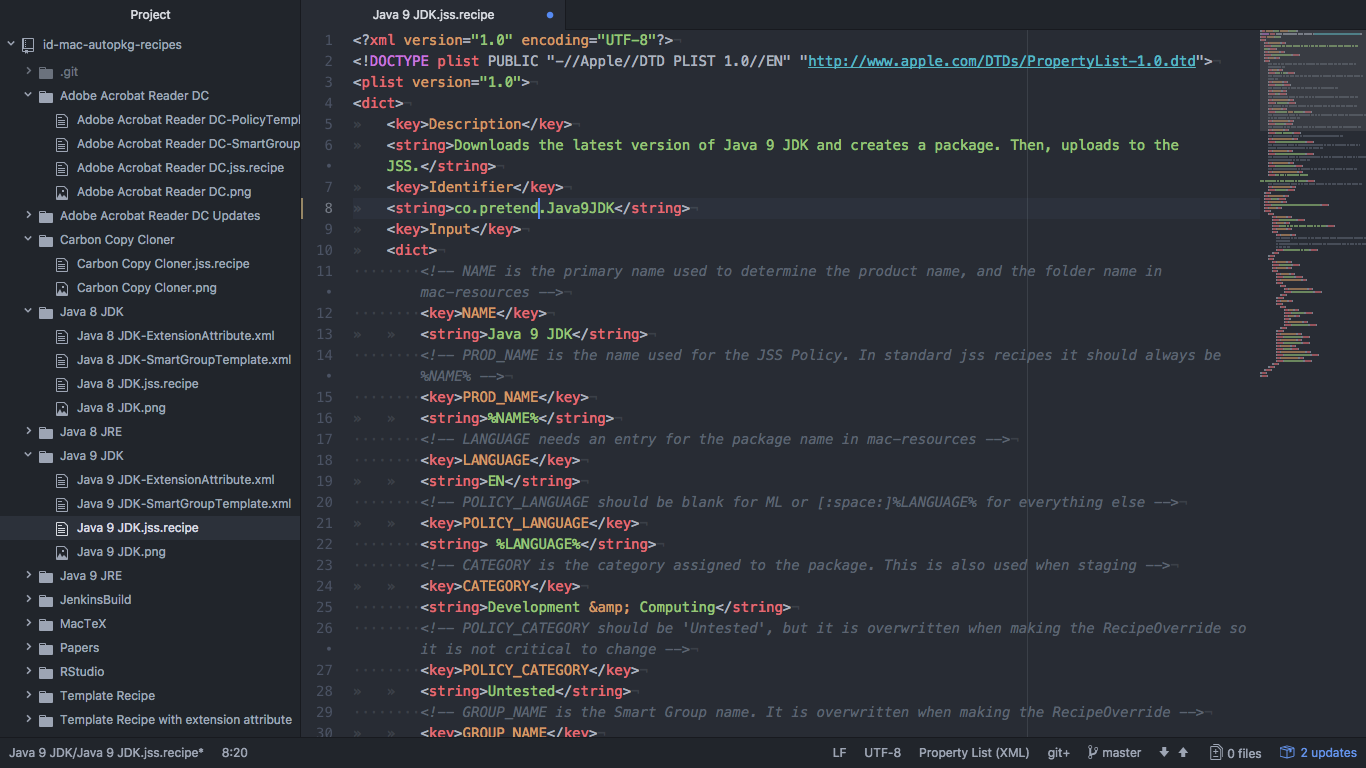 Project
id-mac-autopkg-recipes
.git
Adobe Acrobat Reader DC
Adobe Acrobat Reader DC-PolicyTempl
Adobe Acrobat Reader DC-SmartGroup
Adobe Acrobat Reader DC.jss.recipe
Adobe Acrobat Reader DC.png
Adobe Acrobat Reader DC Updates
Carbon Copy Cloner
Carbon Copy Cloner.jss.recipe
Carbon Copy Cloner.png
Java 8 JDK
Java 8 JDK-ExtensionAttribute.xml
Java 8 JDK-SmartGroupTemplate.xml
Java 8 JDK.jss.recipe
Java 8 JDK.png
Java 8 JRE
Java 9 JDK
Java 9 JDK-ExtensionAttribute.xml
Java 9 JDK-SmartGroupTemplate.xml
Java 9 JDK.jss.recipe
Java 9 JDK.png
Java 9 JRE
JenkinsBuild
MacTeX
Papers
RStudio
Template Recipe
Template Recipe with extension attribute
Java 9 JDK.jss.recipe
1 <?xml version="1.0" encoding="UTF-8"?>
2 <!DOCTYPE plist PUBLIC "-//Apple//DTD PLIST 1.0//EN" "http://www.apple.com/DTDs/PropertyList-1.0.dtd">
3 <plist version="1.0">
4 <dict>
5 <key>Description</key>
6 <string>Downloads the latest version of Java 9 JDK and creates a package. Then, uploads to the
JSS.</string>
7 <key>Identifier</key>
8 <string>co.pretend.Java9JDK</string>
9 <key>Input</key>
10 <dict>
11 <!-- NAME is the primary name used to determine the product name, and the folder name in
mac-resources -->
12 <key>NAME</key>
13 <string>Java 9 JDK</string>
14 <!-- PROD_NAME is the name used for the JSS Policy. In standard jss recipes it should always be
%NAME% -->
15 <key>PROD_NAME</key>
16 <string>%NAME%</string>
17 <!-- LANGUAGE needs an entry for the package name in mac-resources -->
18 <key>LANGUAGE</key>
19 <string>EN</string>
20 <!-- POLICY_LANGUAGE should be blank for ML or [:space:]%LANGUAGE% for everything else -->
21 <key>POLICY_LANGUAGE</key>
22 <string> %LANGUAGE%</string>
23 <!-- CATEGORY is the category assigned to the package. This is also used when staging -->
24 <key>CATEGORY</key>
25 <string>Development &amp; Computing</string>
26 <!-- POLICY_CATEGORY should be 'Untested', but it is overwritten when making the RecipeOverride so
it is not critical to change -->
27 <key>POLICY_CATEGORY</key>
28 <string>Untested</string>
29 <!-- GROUP_NAME is the Smart Group name. It is overwritten when making the RecipeOverride -->
30 <key>GROUP_NAME</key>
Java 9 JDK/Java 9 JDK.jss.recipe* 8:20 LF UTF-8 Property List (XML) git+ master 0 files 2 updates